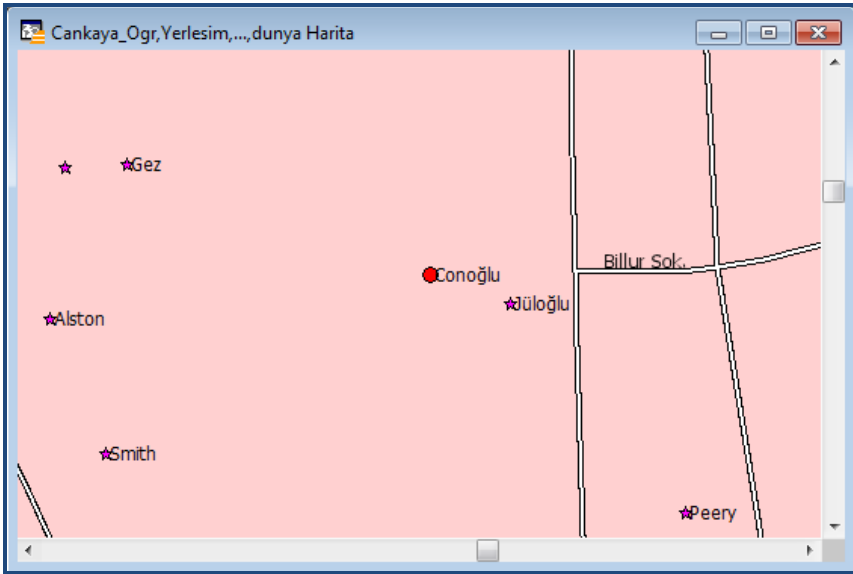 Cankaya_Ogr,Yerlesim,...,dunya Harita
Gez
Billur Sok.
Conoğlu
Jüloğlu
Alston
Smith
Peery